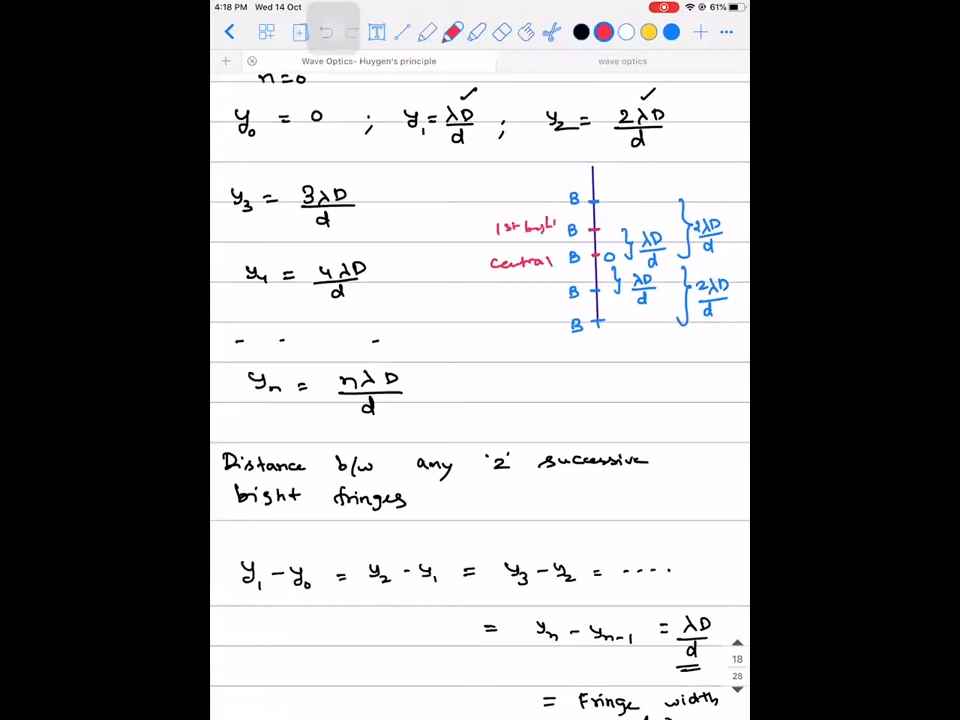 4:18 PM Wed 14 Oct 61%
Wave Optics- Huygen's principle wave optics
n=0
y₀ = 0 ; y₁ = λD/d ✓ ; y₂ = 2λD/d ✓
y₃ = 3λD/d
y₄ = 4λD/d
- - -
yₙ = nλD/d
B
1st bright B
Central B 0
B
B
λD/d
2λD/d
λD/d
2λD/d
Distance b/w any '2' successive
bright fringes
y₁ - y₀ = y₂ - y₁ = y₃ - y₂ = .....
= yₙ - yₙ₋₁ = λD/d
= Fringe width
18
28